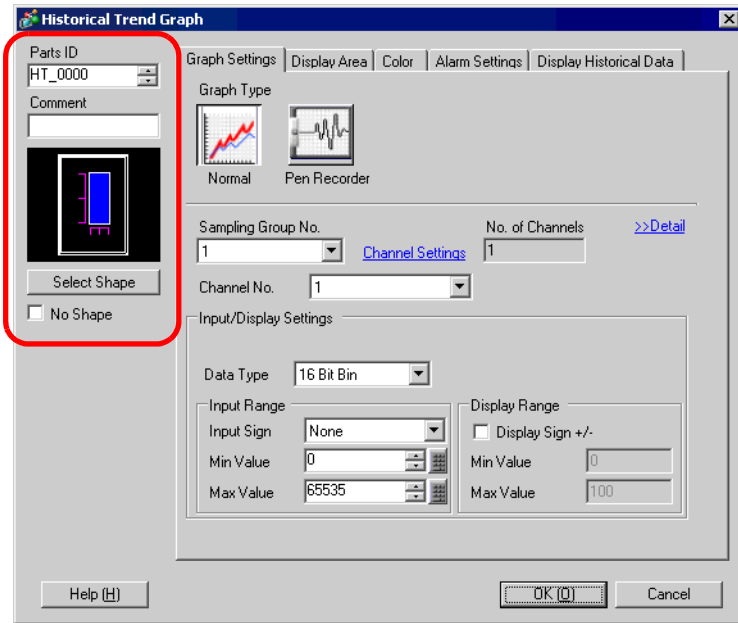 Historical Trend Graph
Parts ID
HT_0000
Comment
Select Shape
No Shape
Graph Settings Display Area Color Alarm Settings Display Historical Data
Graph Type
Normal Pen Recorder
Sampling Group No. No. of Channels >>Detail
1 Channel Settings 1
Channel No. 1
Input/Display Settings
Data Type 16 Bit Bin
Input Range Display Range
Input Sign None Display Sign +/-
Min Value 0 Min Value 0
Max Value 65535 Max Value 100
Help (H) OK (O) Cancel